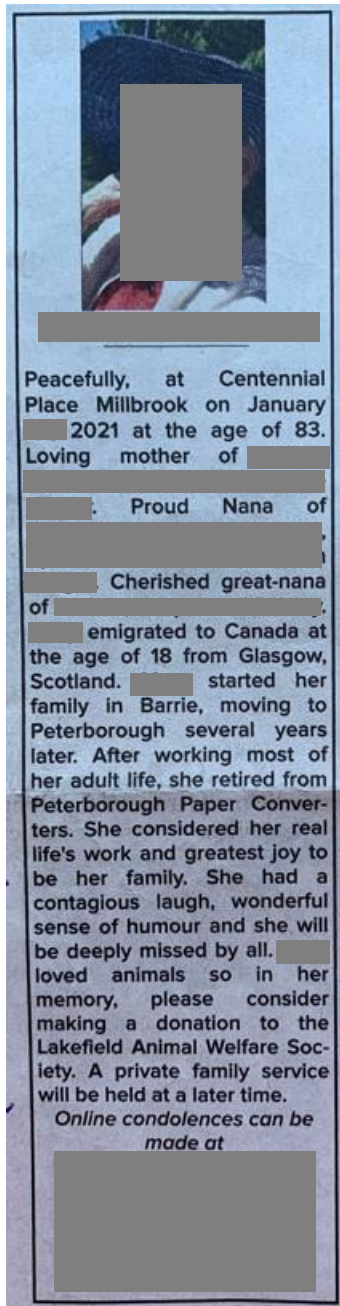 Peacefully, at Centennial
Place Millbrook on January
2021 at the age of 83.
Loving mother of
. Proud Nana of
,
. Cherished great-nana
of .
emigrated to Canada at
the age of 18 from Glasgow,
Scotland. started her
family in Barrie, moving to
Peterborough several years
later. After working most of
her adult life, she retired from
Peterborough Paper Conver-
ters. She considered her real
life's work and greatest joy to
be her family. She had a
contagious laugh, wonderful
sense of humour and she will
be deeply missed by all.
loved animals so in her
memory, please consider
making a donation to the
Lakefield Animal Welfare Soc-
iety. A private family service
will be held at a later time.
Online condolences can be
made at